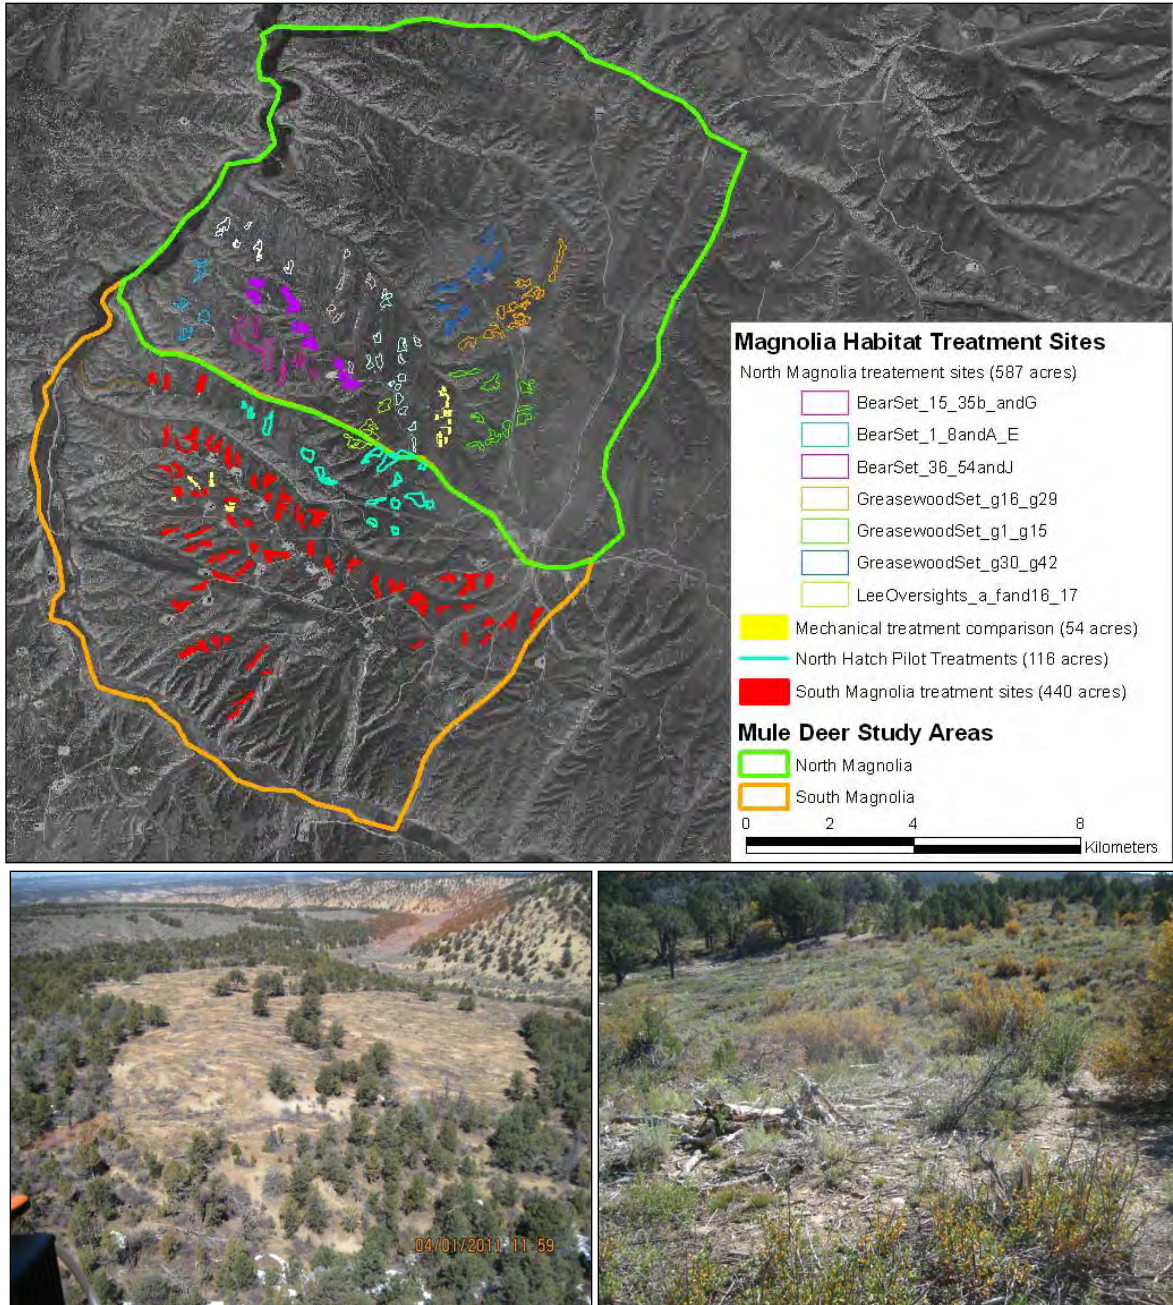 Magnolia Habitat Treatment Sites
North Magnolia treatement sites (587 acres)
BearSet_15_35b_andG
BearSet_1_8andA_E
BearSet_36_54andJ
GreasewoodSet_g16_g29
GreasewoodSet_g1_g15
GreasewoodSet_g30_g42
LeeOversights_a_fand16_17
Mechanical treatment comparison (54 acres)
North Hatch Pilot Treatments (116 acres)
South Magnolia treatment sites (440 acres)
Mule Deer Study Areas
North Magnolia
South Magnolia
0 2 4 8
Kilometers
04/01/2011 11:59